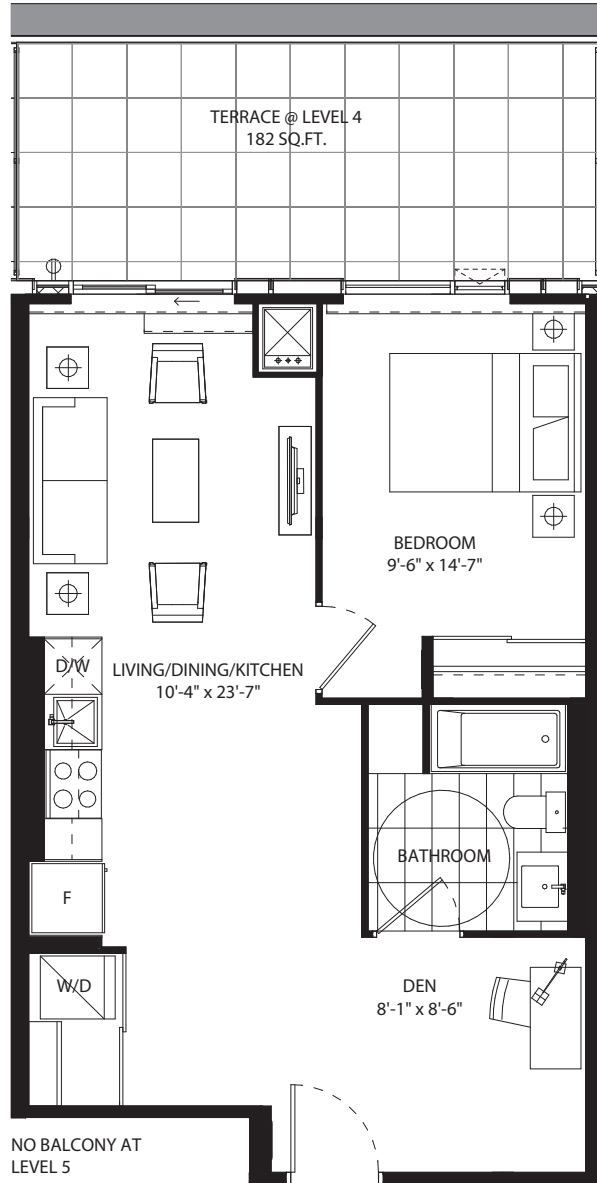 TERRACE @ LEVEL 4
182 SQ.FT.
BEDROOM
9'-6" x 14'-7"
D/W
LIVING/DINING/KITCHEN
10'-4" x 23'-7"
BATHROOM
F
W/D
DEN
8'-1" x 8'-6"
NO BALCONY AT
LEVEL 5